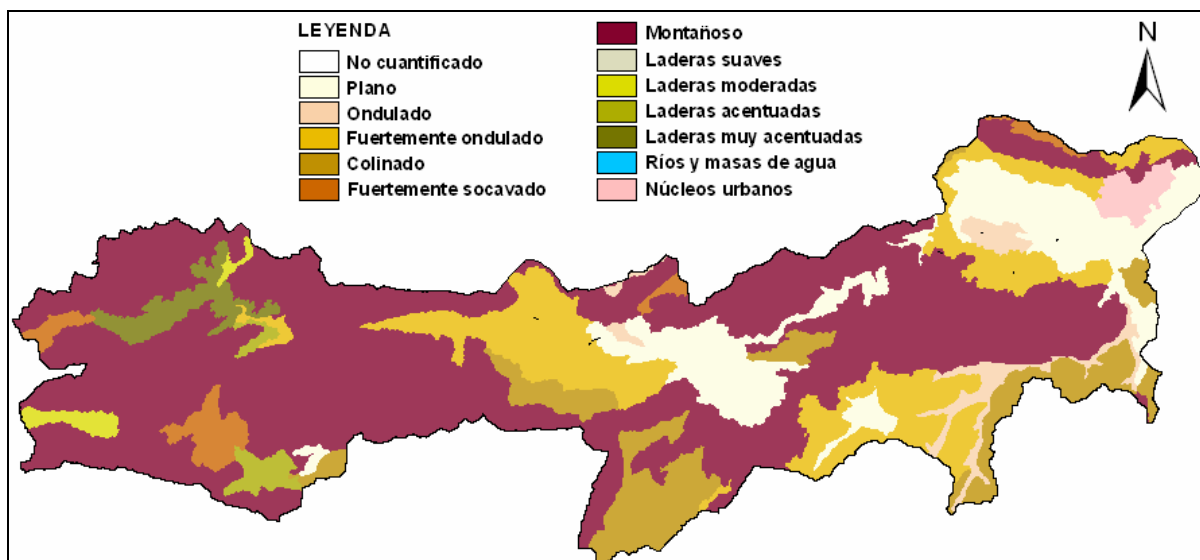 LEYENDA
No cuantificado
Plano
Ondulado
Fuertemente ondulado
Colinado
Fuertemente socavado
Montañoso
Laderas suaves
Laderas moderadas
Laderas acentuadas
Laderas muy acentuadas
Ríos y masas de agua
Núcleos urbanos
N